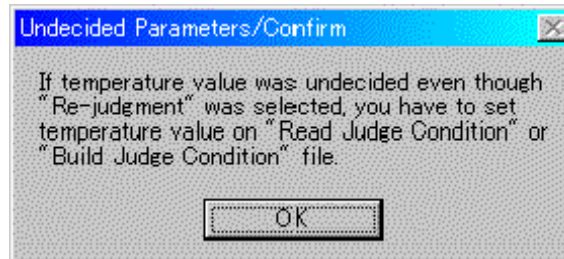 Undecided Parameters/Confirm
If temperature value was undecided even though
"Re-judgment" was selected, you have to set
temperature value on "Read Judge Condition" or
"Build Judge Condition" file.
OK